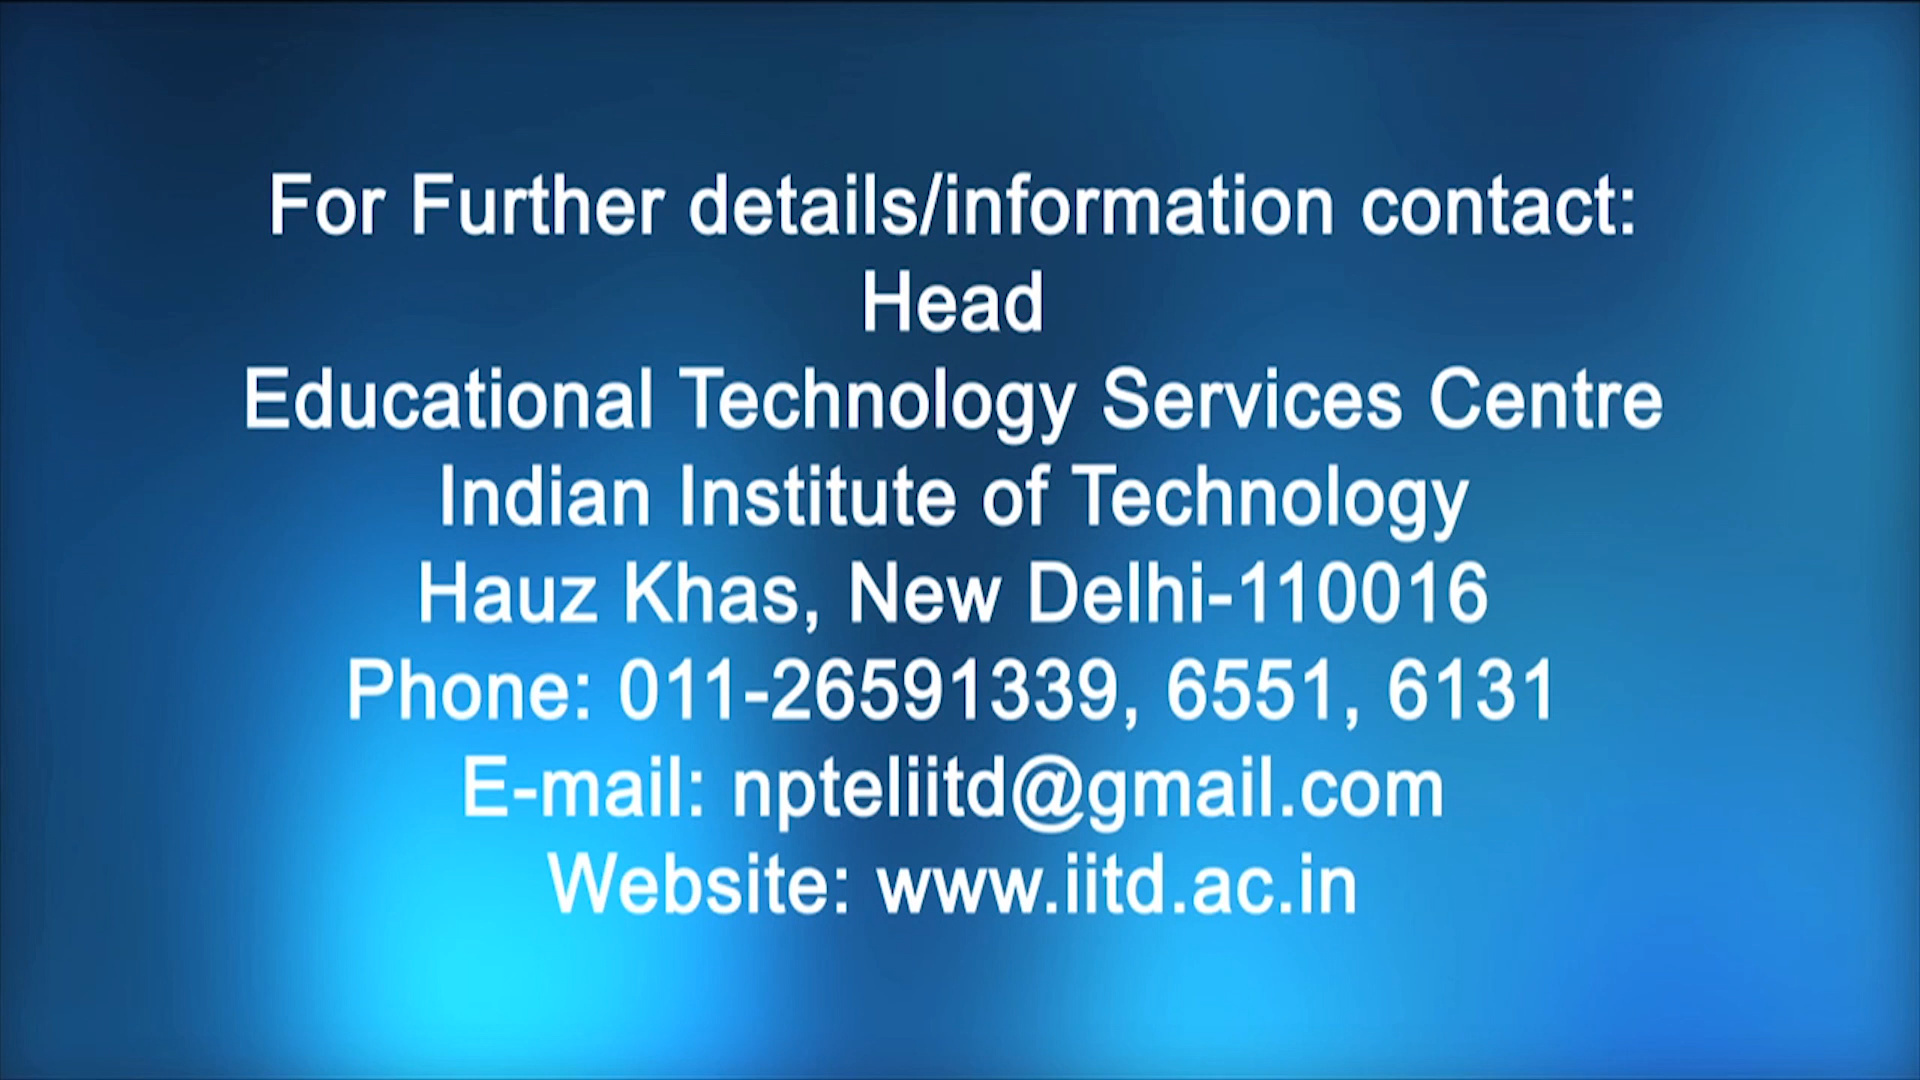 For Further details/information contact:
Head
Educational Technology Services Centre
Indian Institute of Technology
Hauz Khas, New Delhi-110016
Phone: 011-26591339, 6551, 6131
E-mail: npteliitd@gmail.com
Website: www.iitd.ac.in